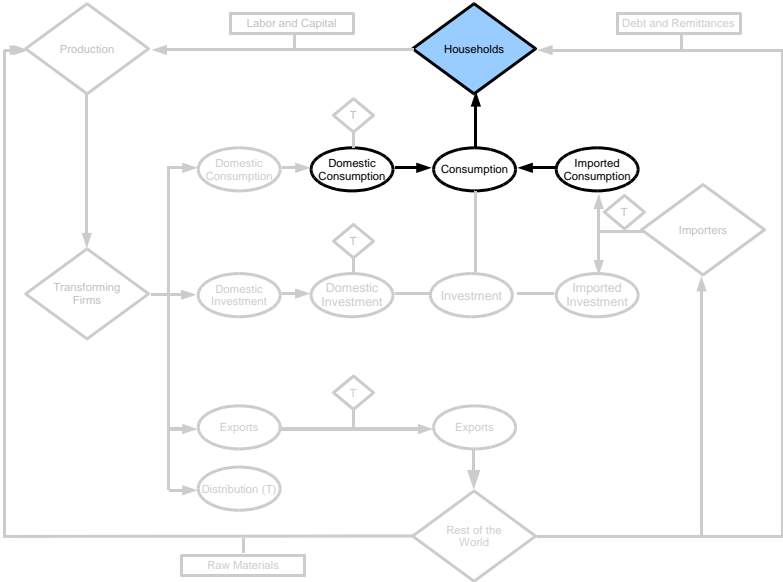 Labor and Capital
Debt and Remittances
Production
Households
T
Domestic
Consumption
Domestic
Consumption
Consumption
Imported
Consumption
T
Importers
T
Transforming
Firms
Domestic
Investment
Domestic
Investment
Investment
Imported
Investment
T
Exports
Exports
Distribution (T)
Rest of the
World
Raw Materials